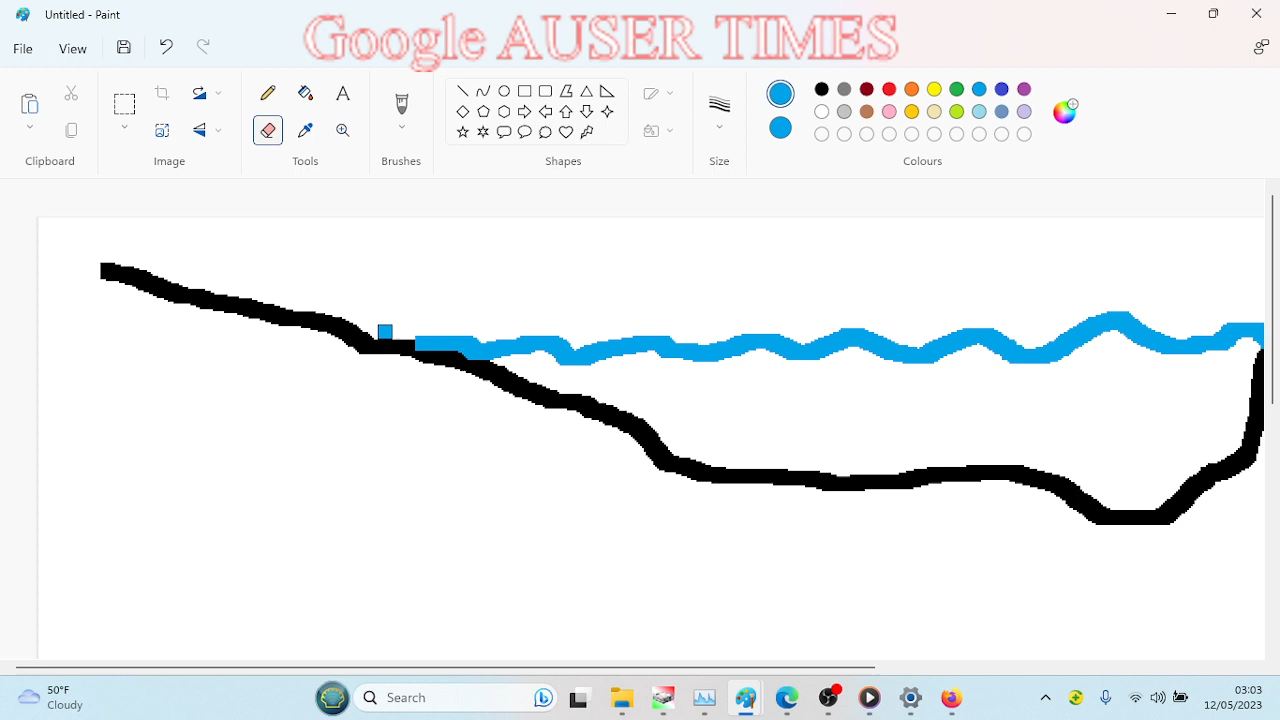 Untitled - Paint
Google AUSER TIMES
File
View
Clipboard
Image
Tools
Brushes
Shapes
Size
Colours
50°F
Cloudy
Search
03:03
12/05/2023